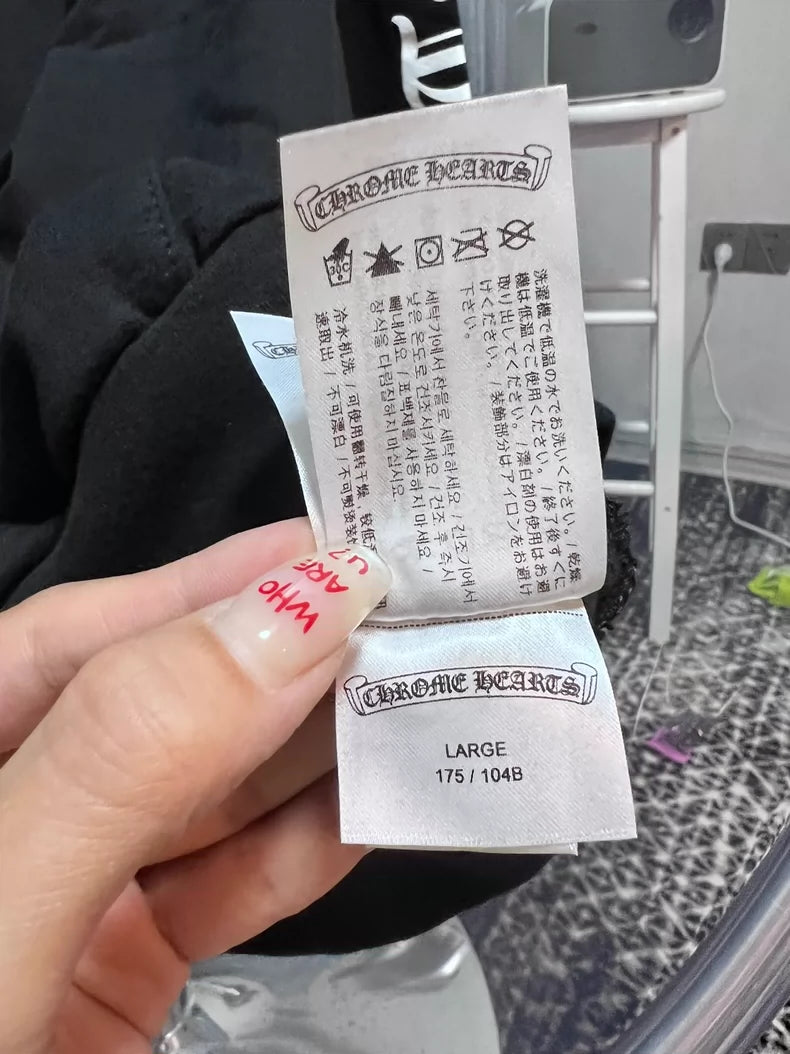 CHROME HEARTS
30C
洗濯機で低温の水でお洗いください。/乾燥
機は低温でご使用ください。/終了後すぐに
取り出してください。/漂白剤の使用はお避
けください。/装飾部分はアイロンをお避け
下さい。
세탁기에서 찬물로 세탁하세요 / 건조기에서
낮은 온도로 건조시키세요 / 건조 후 즉시
빼내세요 / 표백제를 사용하지 마세요 /
장식을 다림질하지 마십시오
冷水机洗 / 可使用翻转干燥，较低
速取出 / 不可漂白 / 不可熨烫装饰
WHO
ARE
U?
CHROME HEARTS
LARGE
175 / 104B